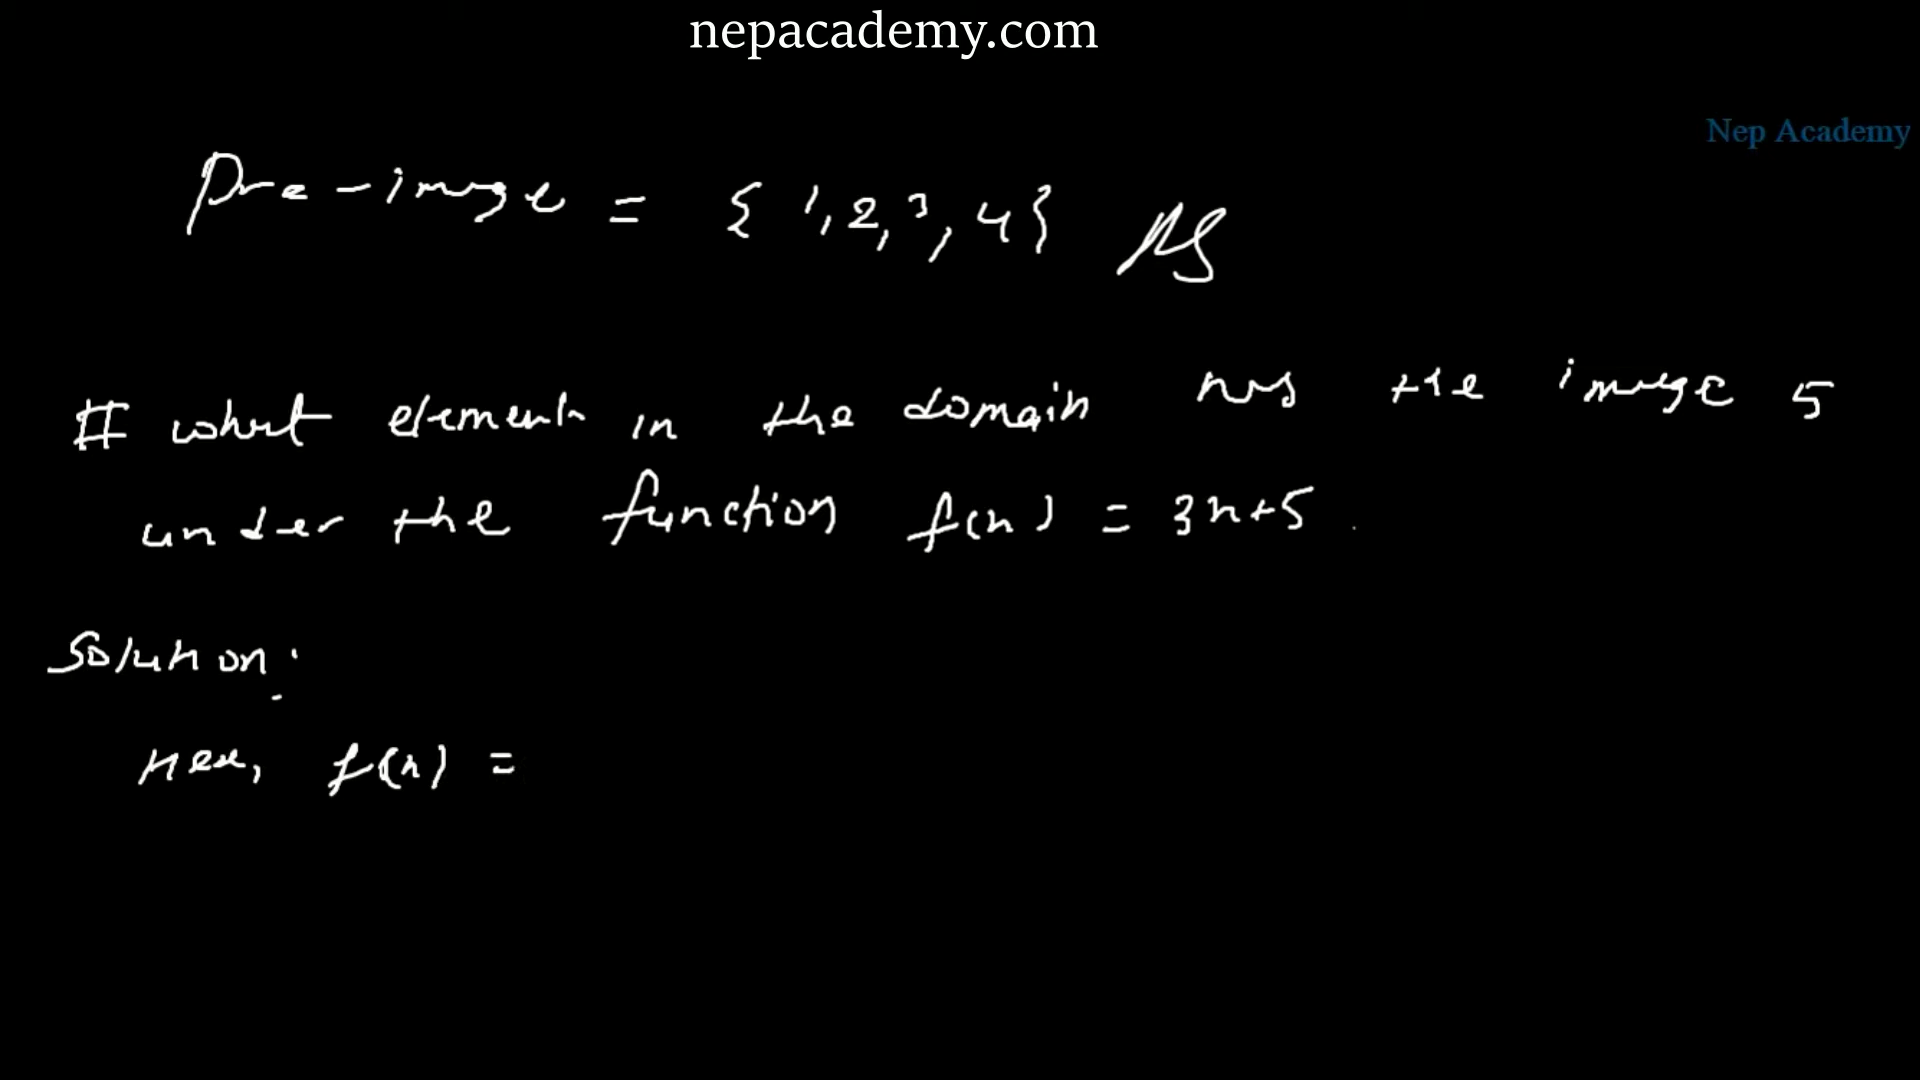 nepacademy.com
Nep Academy
Pre-image = { 1, 2, 3, 4 }
# what element in the domain has the image 5
under the function f(x) = 3x+5.
Solution:
Here, f(x) =